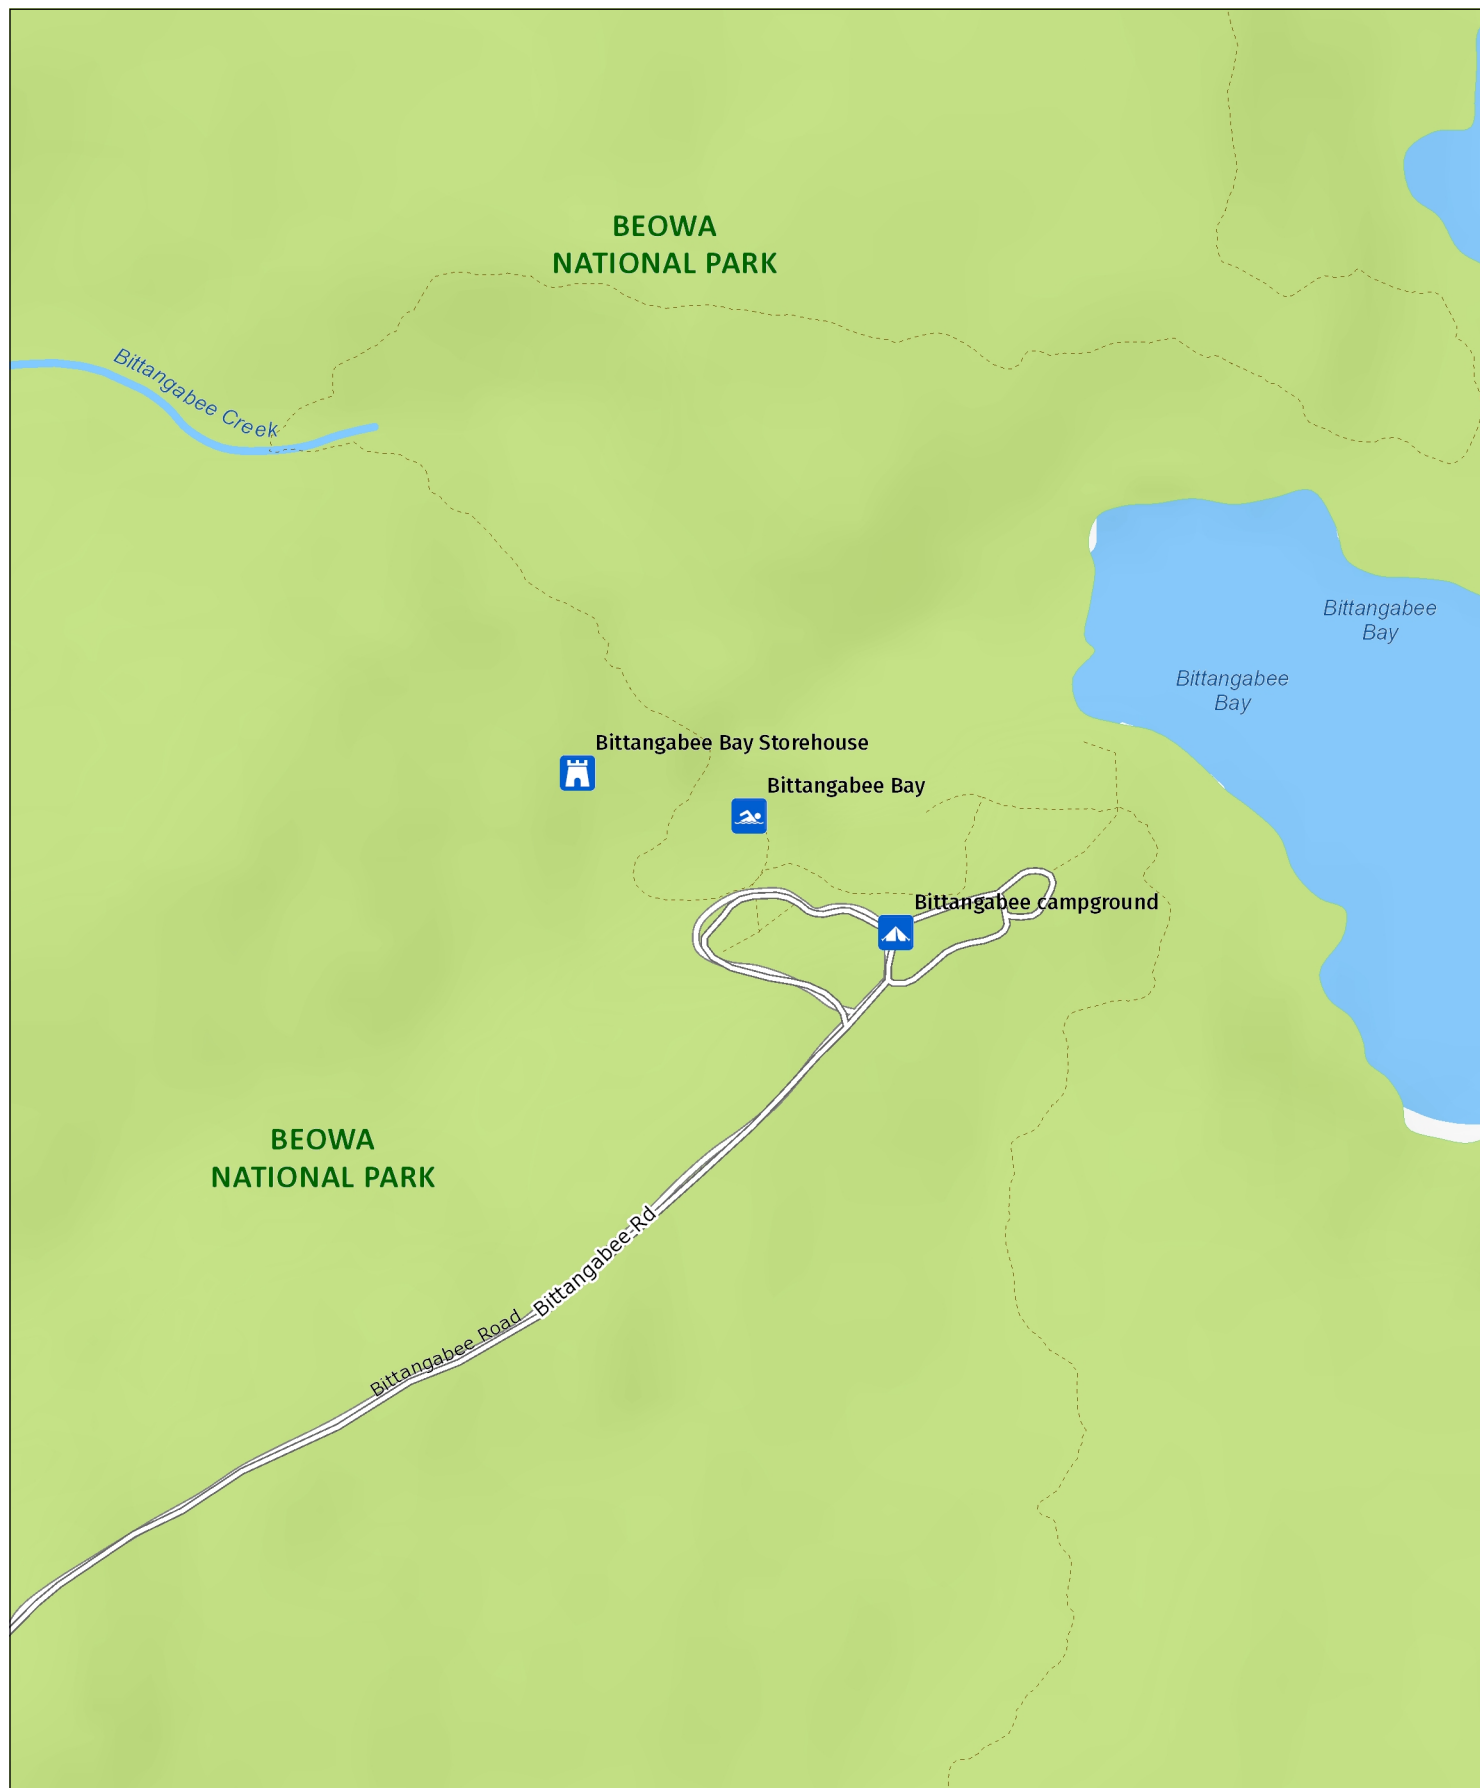 BEOWA
NATIONAL PARK
Bittangabee Creek
Bittangabee
Bay
Bittangabee
Bay
Bittangabee Bay Storehouse
Bittangabee Bay
Bittangabee campground
BEOWA
NATIONAL PARK
Bittangabee-Rd
Bittangabee Road